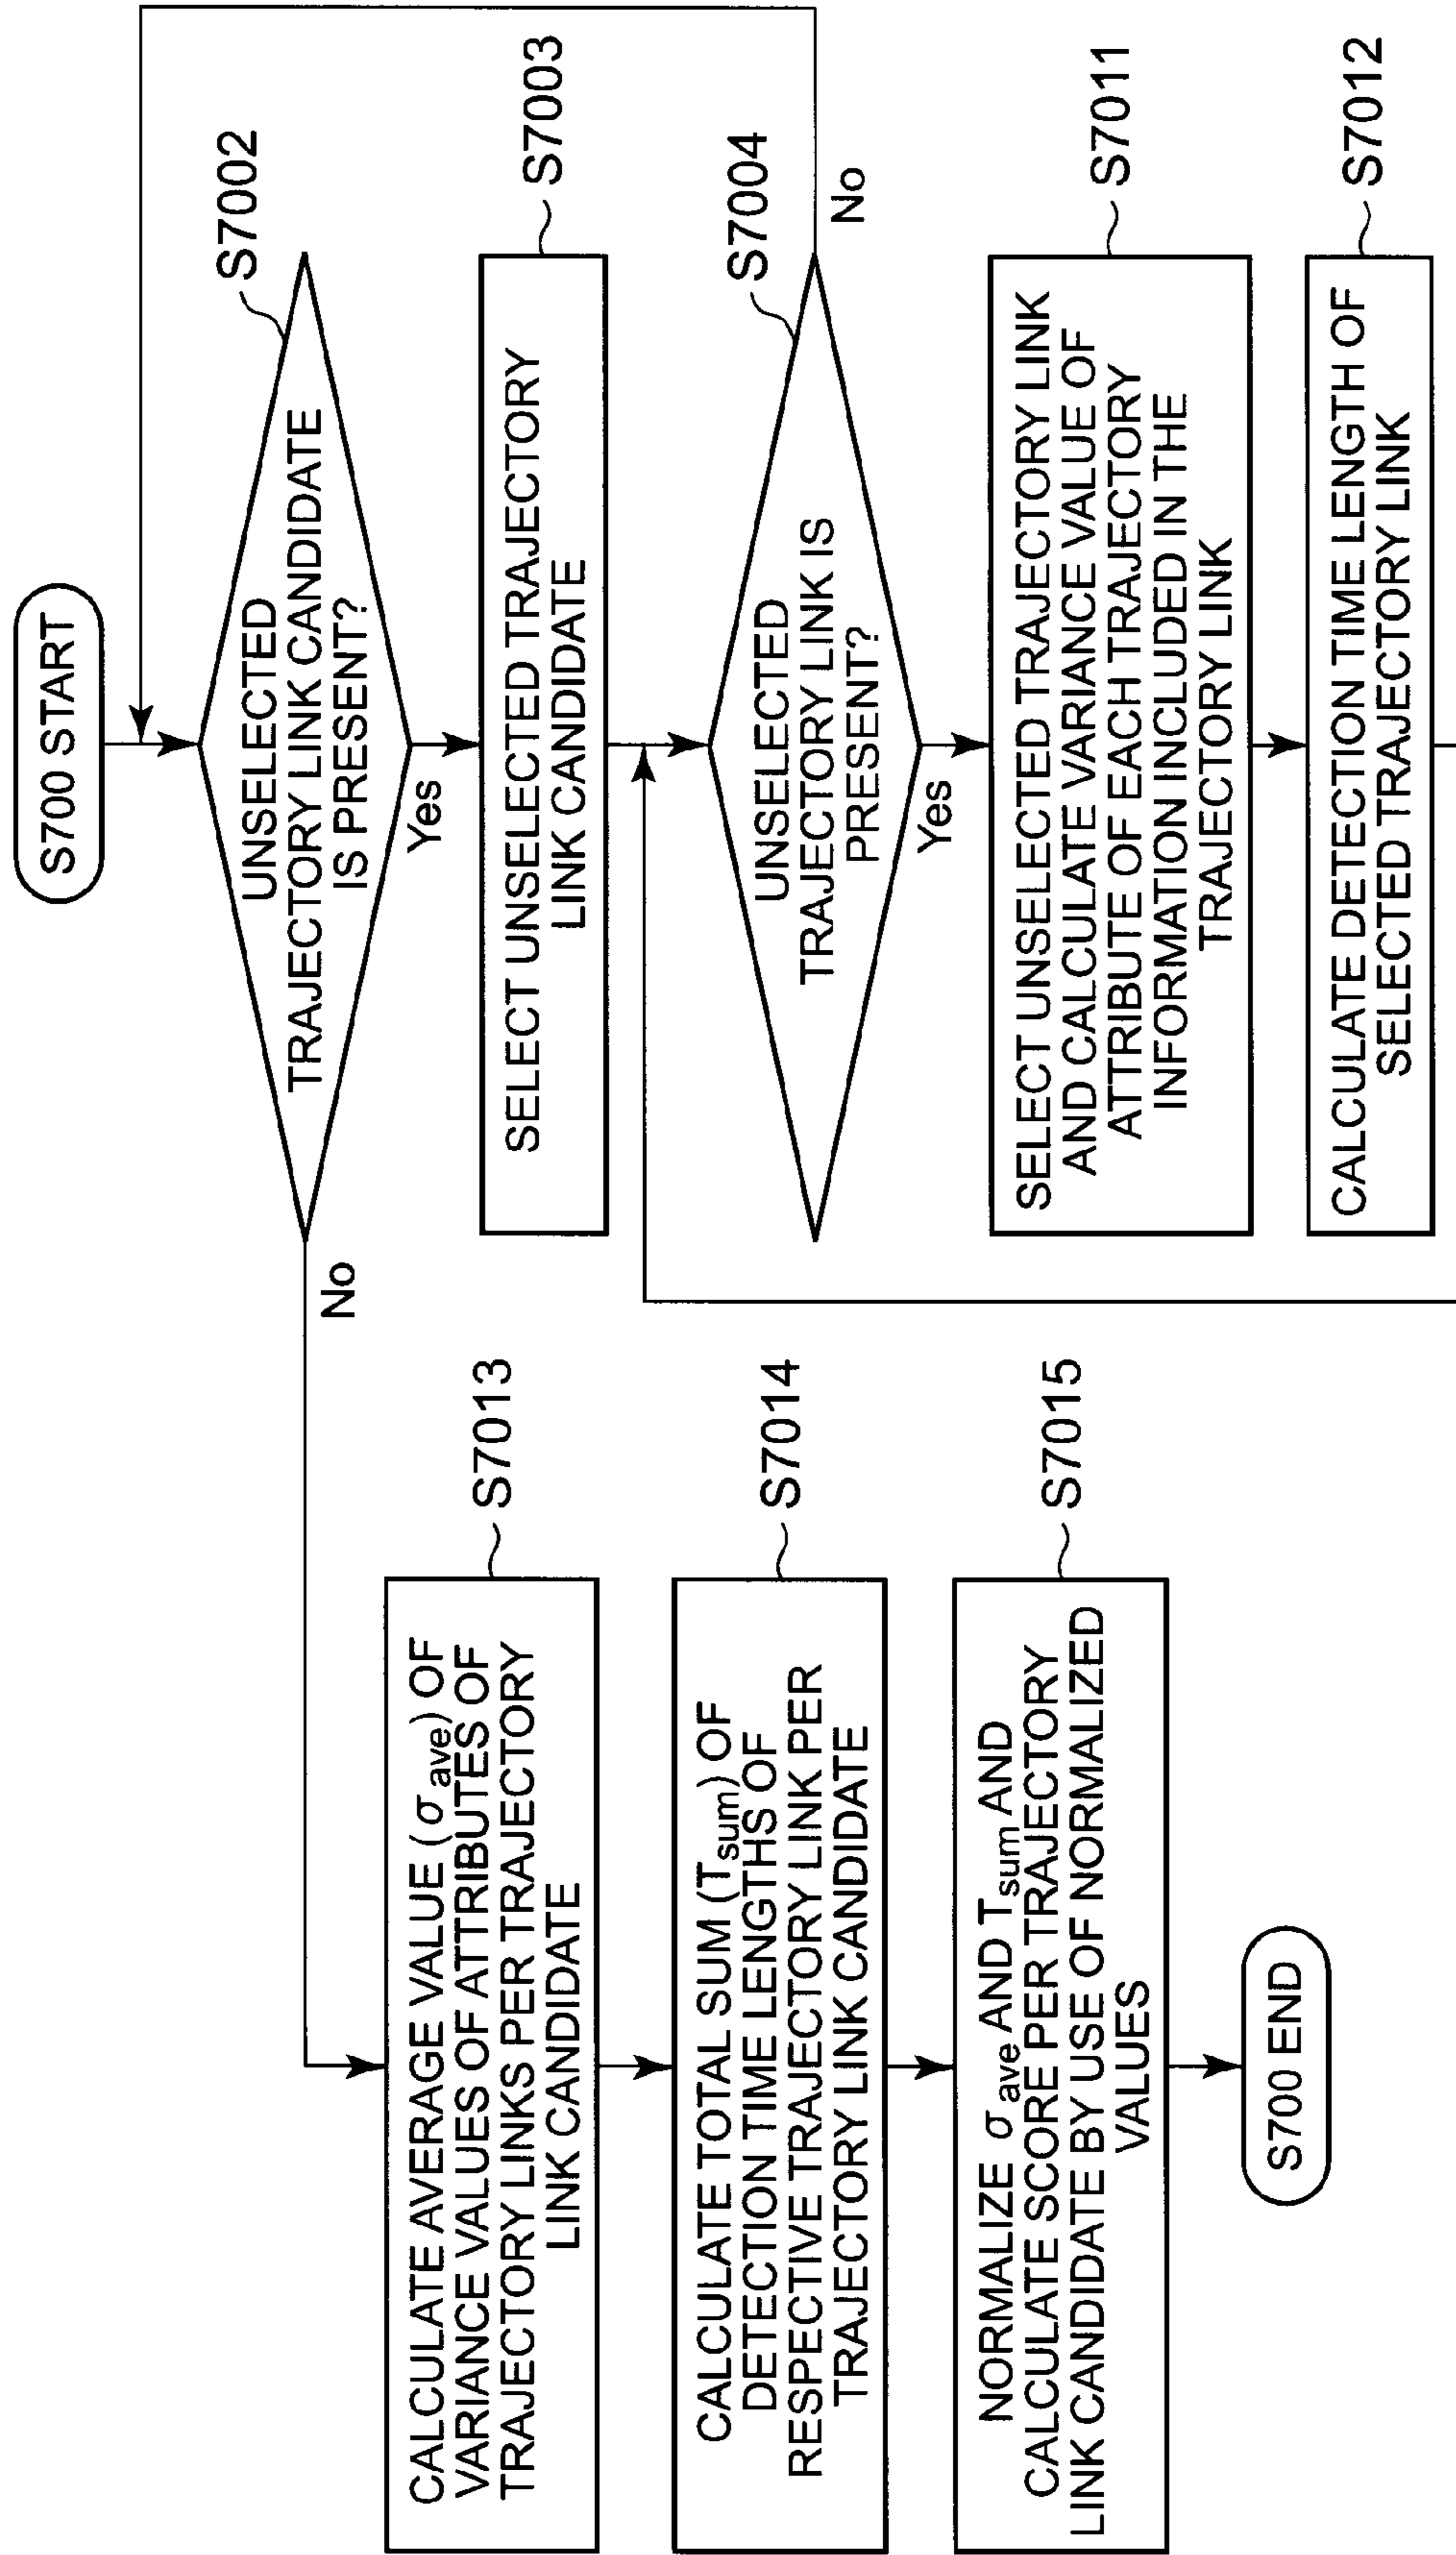 S700 START
UNSELECTED
TRAJECTORY LINK CANDIDATE
IS PRESENT?
S7002
Yes
No
SELECT UNSELECTED TRAJECTORY
LINK CANDIDATE
S7003
UNSELECTED
TRAJECTORY LINK IS
PRESENT?
S7004
No
Yes
SELECT UNSELECTED TRAJECTORY LINK
AND CALCULATE VARIANCE VALUE OF
ATTRIBUTE OF EACH TRAJECTORY
INFORMATION INCLUDED IN THE
TRAJECTORY LINK
S7011
CALCULATE DETECTION TIME LENGTH OF
SELECTED TRAJECTORY LINK
S7012
CALCULATE AVERAGE VALUE (σ ave) OF
VARIANCE VALUES OF ATTRIBUTES OF
TRAJECTORY LINKS PER TRAJECTORY
LINK CANDIDATE
S7013
CALCULATE TOTAL SUM (Tsum) OF
DETECTION TIME LENGTHS OF
RESPECTIVE TRAJECTORY LINK PER
TRAJECTORY LINK CANDIDATE
S7014
NORMALIZE σ ave AND Tsum AND
CALCULATE SCORE PER TRAJECTORY
LINK CANDIDATE BY USE OF NORMALIZED
VALUES
S7015
S700 END